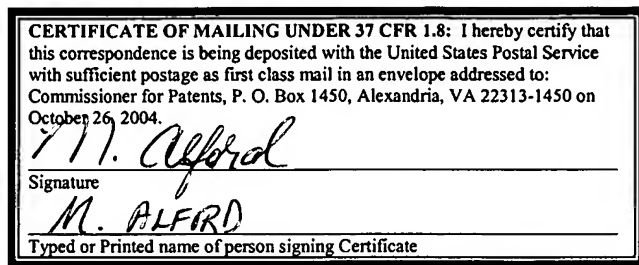 CERTIFICATE OF MAILING UNDER 37 CFR 1.8: I hereby certify that
this correspondence is being deposited with the United States Postal Service
with sufficient postage as first class mail in an envelope addressed to:
Commissioner for Patents, P. O. Box 1450, Alexandria, VA 22313-1450 on
October 26, 2004.
M. Alford
Signature
M. ALFORD
Typed or Printed name of person signing Certificate